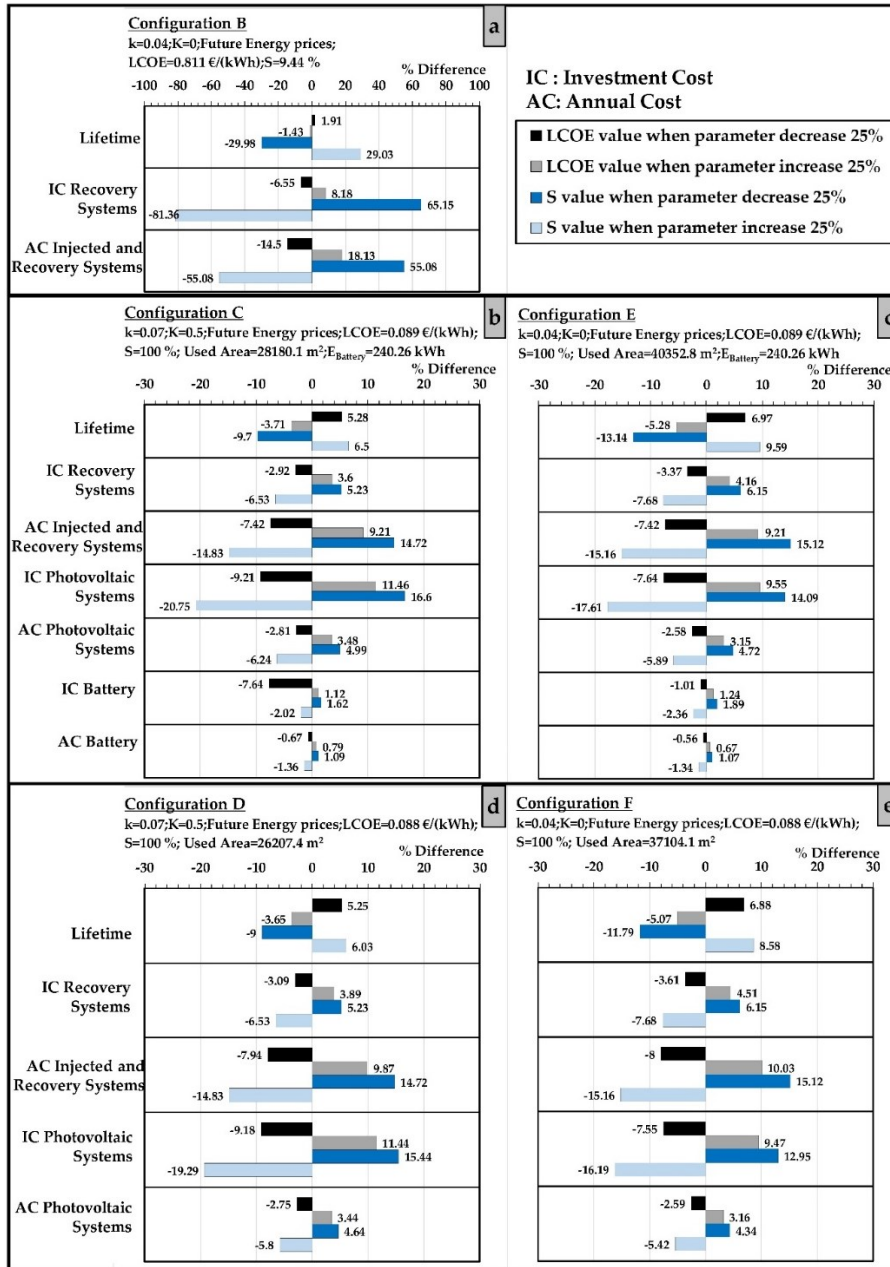 Configuration B
a
k=0.04;K=0;Future Energy prices;
LCOE=0.811 €/(kWh);S=9.44 %
% Difference
-100 -80 -60 -40 -20 0 20 40 60 80 100
Lifetime
1.91
-1.43
-29.98
29.03
IC Recovery
Systems
-6.55
8.18
65.15
-81.36
AC Injected and
Recovery Systems
-14.5
18.13
55.08
-55.08
IC : Investment Cost
AC: Annual Cost
LCOE value when parameter decrease 25%
LCOE value when parameter increase 25%
S value when parameter decrease 25%
S value when parameter increase 25%
Configuration C
b
k=0.07;K=0.5;Future Energy prices;LCOE=0.089 €/(kWh);
S=100 %; Used Area=28180.1 m²;EBattery=240.26 kWh
% Difference
-30 -20 -10 0 10 20 30
Lifetime
5.28
-3.71
-9.7
6.5
IC Recovery
Systems
-2.92
3.6
5.23
-6.53
AC Injected and
Recovery Systems
-7.42
9.21
14.72
-14.83
IC Photovoltaic
Systems
-9.21
11.46
16.6
-20.75
AC Photovoltaic
Systems
-2.81
3.48
4.99
-6.24
IC Battery
-7.64
1.12
1.62
-2.02
AC Battery
-0.67
0.79
1.09
-1.36
Configuration E
c
k=0.04;K=0;Future Energy prices;LCOE=0.089 €/(kWh);
S=100 %; Used Area=40352.8 m²;EBattery=240.26 kWh
% Difference
-30 -20 -10 0 10 20 30
6.97
-5.28
-13.14
9.59
-3.37
4.16
6.15
-7.68
-7.42
9.21
15.12
-15.16
-7.64
9.55
14.09
-17.61
-2.58
3.15
4.72
-5.89
-1.01
1.24
1.89
-2.36
-0.56
0.67
1.07
-1.34
Configuration D
d
k=0.07;K=0.5;Future Energy prices;LCOE=0.088 €/(kWh);
S=100 %; Used Area=26207.4 m²
% Difference
-30 -20 -10 0 10 20 30
Lifetime
5.25
-3.65
-9
6.03
IC Recovery
Systems
-3.09
3.89
5.23
-6.53
AC Injected and
Recovery Systems
-7.94
9.87
14.72
-14.83
IC Photovoltaic
Systems
-9.18
11.44
15.44
-19.29
AC Photovoltaic
Systems
-2.75
3.44
4.64
-5.8
Configuration F
e
k=0.04;K=0;Future Energy prices;LCOE=0.088 €/(kWh);
S=100 %; Used Area=37104.1 m²
% Difference
-30 -20 -10 0 10 20 30
6.88
-5.07
-11.79
8.58
-3.61
4.51
6.15
-7.68
-8
10.03
15.12
-15.16
-7.55
9.47
12.95
-16.19
-2.59
3.16
4.34
-5.42